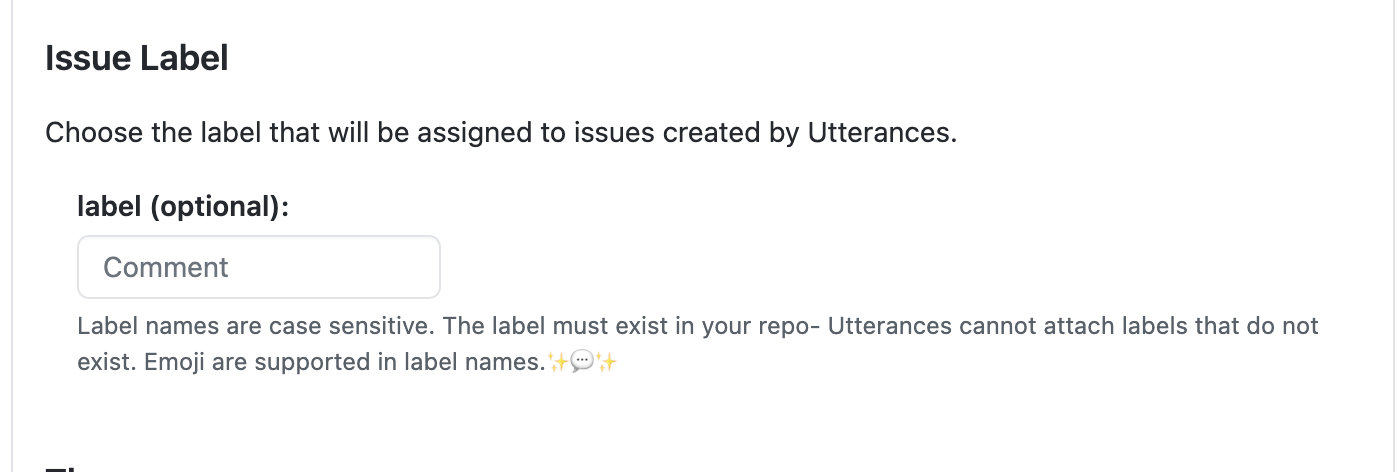 Issue Label
Choose the label that will be assigned to issues created by Utterances.
label (optional):
Comment
Label names are case sensitive. The label must exist in your repo- Utterances cannot attach labels that do not
exist. Emoji are supported in label names.✨💬✨